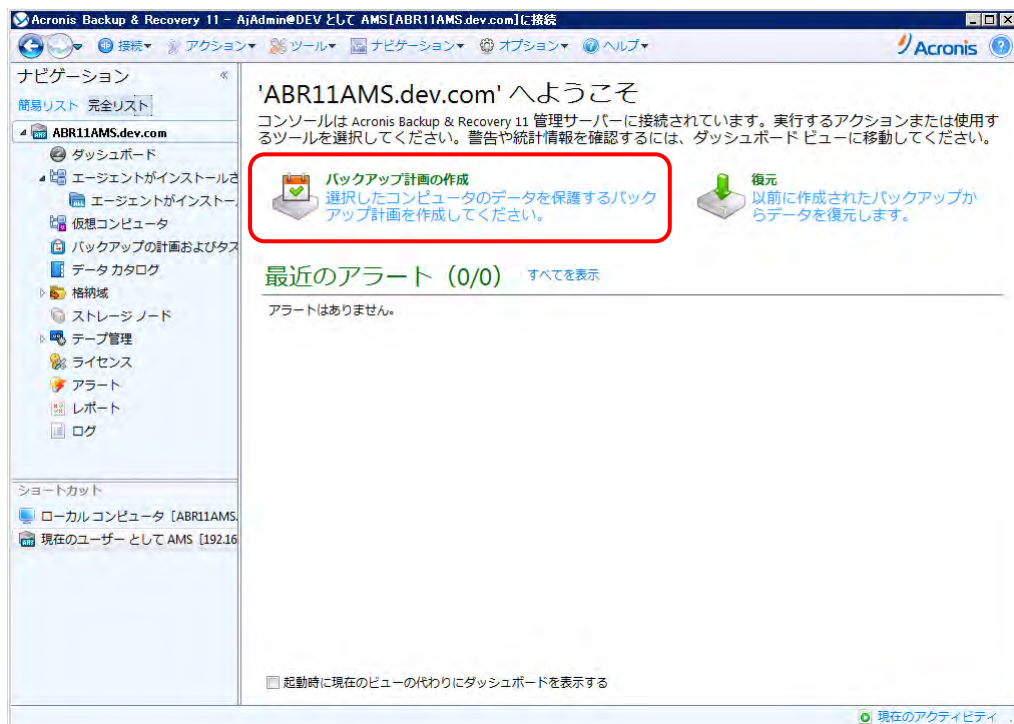 Acronis Backup & Recovery 11 - AjAdmin@DEV として AMS[ABR11AMS.dev.com]に接続
接続 アクション ツール ナビゲーション オプション ヘルプ Acronis
ナビゲーション
簡易リスト 完全リスト
ABR11AMS.dev.com
ダッシュボード
エージェントがインストールさ
エージェントがインストー
仮想コンピュータ
バックアップの計画およびタス
データ カタログ
格納域
ストレージ ノード
テープ管理
ライセンス
アラート
レポート
ログ
ショートカット
ローカル コンピュータ [ABR11AMS.
現在のユーザー として AMS [192.16
'ABR11AMS.dev.com' へようこそ
コンソールは Acronis Backup & Recovery 11 管理サーバーに接続されています。実行するアクションまたは使用す
るツールを選択してください。警告や統計情報を確認するには、ダッシュボード ビューに移動してください。
バックアップ計画の作成
選択したコンピュータのデータを保護するバック
アップ計画を作成してください。
復元
以前に作成されたバックアップか
らデータを復元します。
最近のアラート (0/0) すべてを表示
アラートはありません。
起動時に現在のビューの代わりにダッシュボードを表示する
現在のアクティビティ